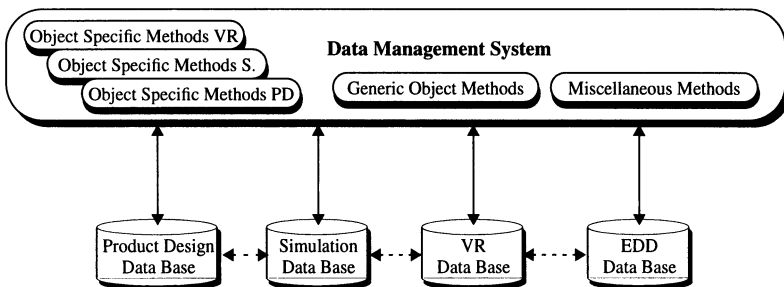 Object Specific Methods VR
Data Management System
Object Specific Methods S.
Object Specific Methods PD
Generic Object Methods
Miscellaneous Methods
Product Design
Data Base
Simulation
Data Base
VR
Data Base
EDD
Data Base